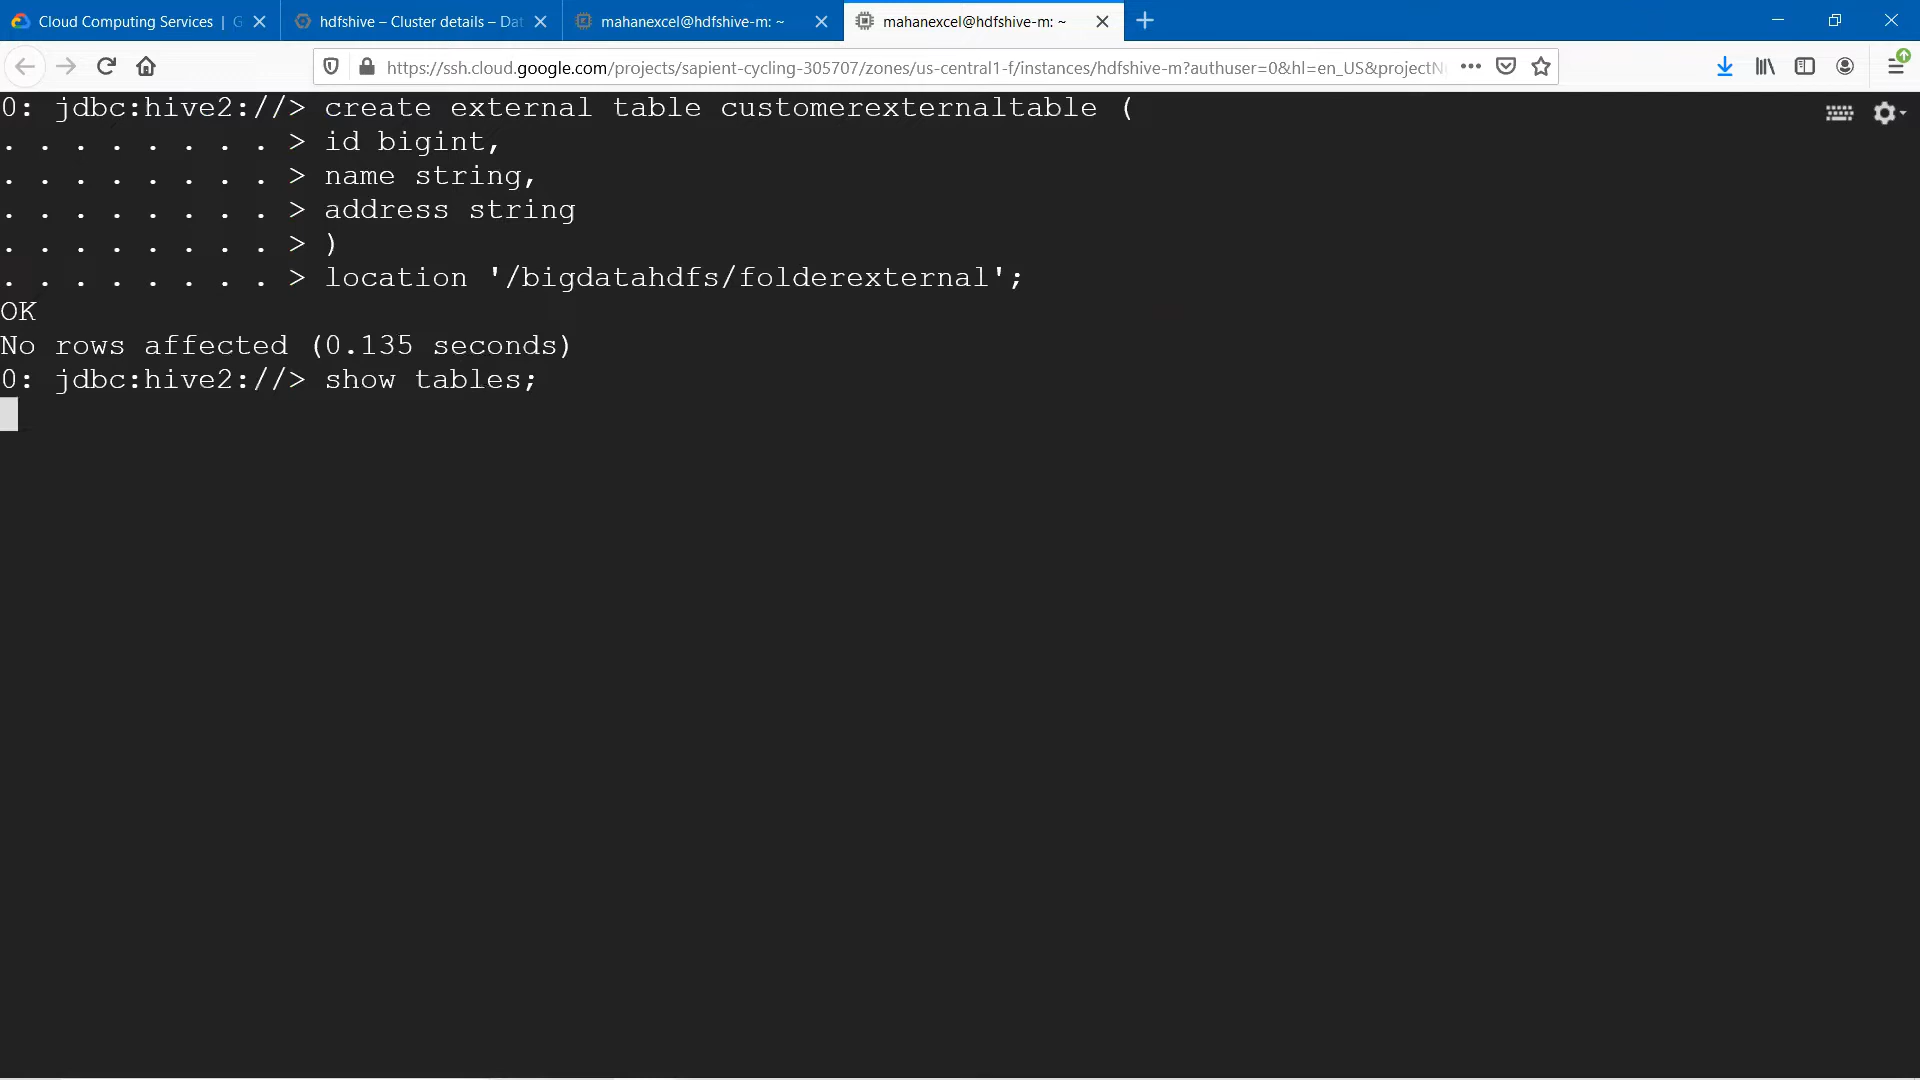 Cloud Computing Services | G
hdfshive – Cluster details – Dat
mahanexcel@hdfshive-m: ~
mahanexcel@hdfshive-m: ~
https://ssh.cloud.google.com/projects/sapient-cycling-305707/zones/us-central1-f/instances/hdfshive-m?authuser=0&hl=en_US&projectNu
0: jdbc:hive2://> create external table customerexternaltable (
. . . . . . . . > id bigint,
. . . . . . . . > name string,
. . . . . . . . > address string
. . . . . . . . > )
. . . . . . . . > location '/bigdatahdfs/folderexternal';
OK
No rows affected (0.135 seconds)
0: jdbc:hive2://> show tables;